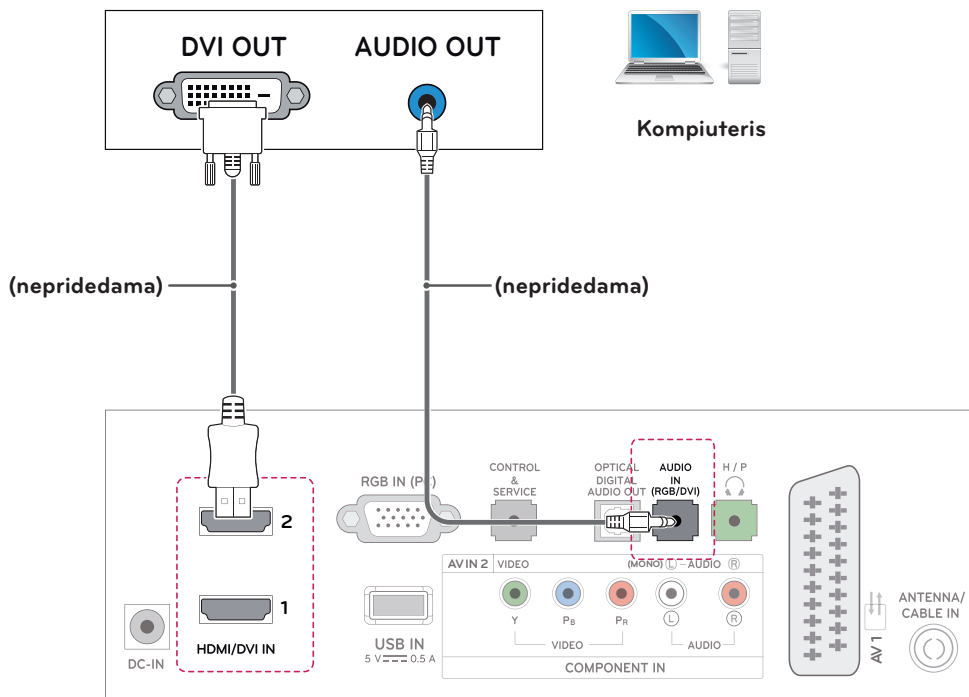 DVI OUT
AUDIO OUT
Kompiuteris
(nepridedama)
(nepridedama)
RGB IN (PC)
CONTROL
&
SERVICE
OPTICAL
DIGITAL
AUDIO OUT
AUDIO
IN
(RGB/DVI)
H / P
2
1
HDMI/DVI IN
DC-IN
USB IN
5 V 0.5 A
AV IN 2
VIDEO
(MONO) L - AUDIO R
Y
PB
PR
L
R
VIDEO
AUDIO
COMPONENT IN
AV 1
ANTENNA/
CABLE IN